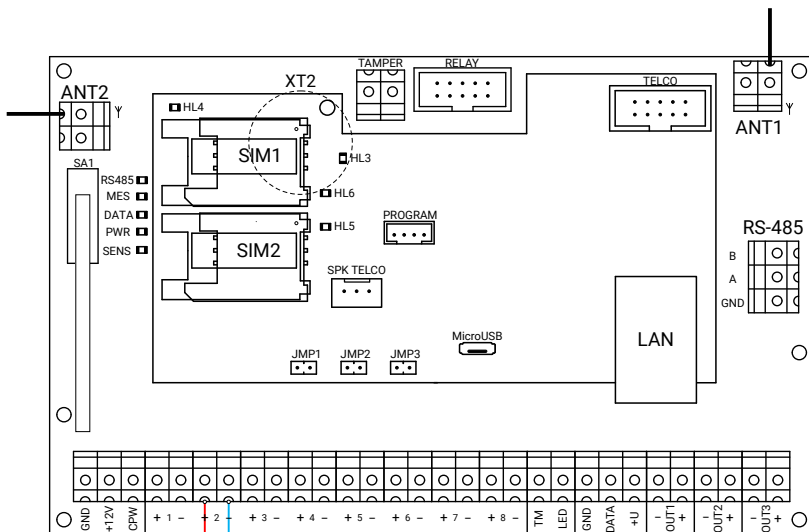 TAMPER
RELAY
XT2
TELCO
ANT2
HL4
ANT1
SA1
SIM1
HL3
RS485
MES
HL6
DATA
PROGRAM
PWR
HL5
RS-485
SENS
SIM2
B
SPK TELCO
A
GND
MicroUSB
LAN
JMP1 JMP2 JMP3
GND +12V CPW + 1 − + 2 − + 3 − + 4 − + 5 − + 6 − + 7 − + 8 − TM LED GND DATA +U − OUT1 + − OUT2 + − OUT3 +